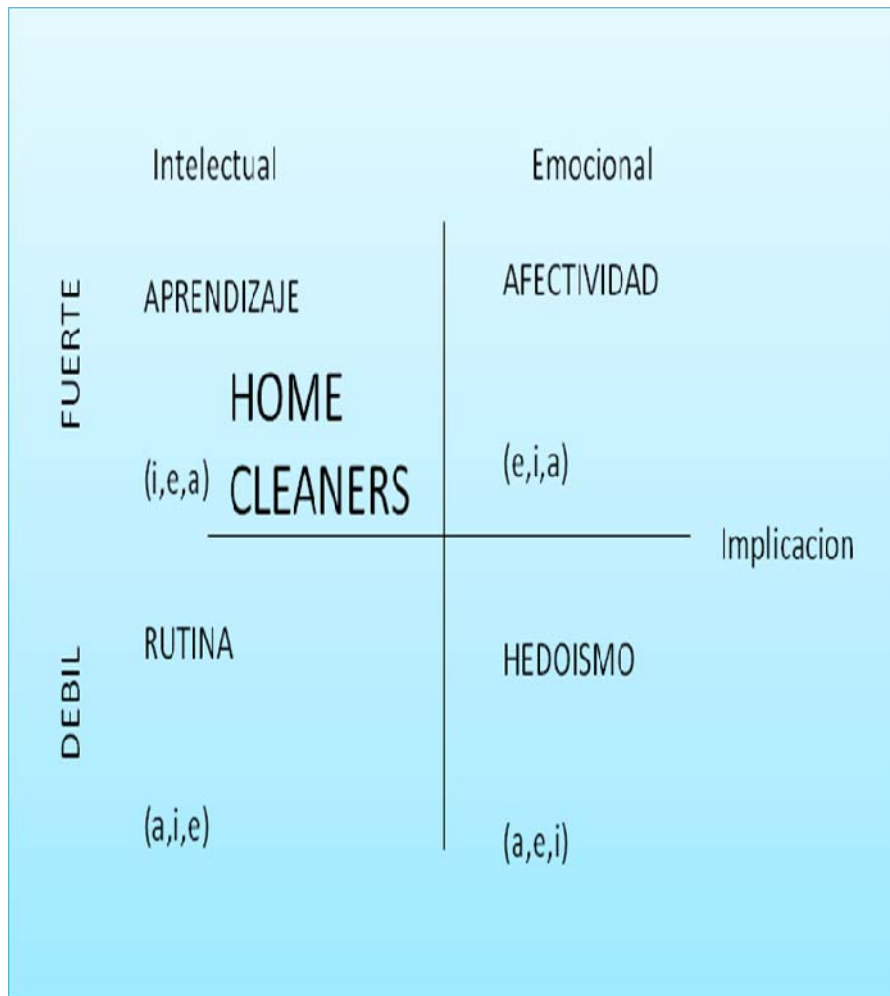 Intelectual
Emocional
FUERTE
APRENDIZAJE
AFECTIVIDAD
HOME
CLEANERS
(i,e,a)
(e,i,a)
Implicacion
DEBIL
RUTINA
HEDOISMO
(a,i,e)
(a,e,i)